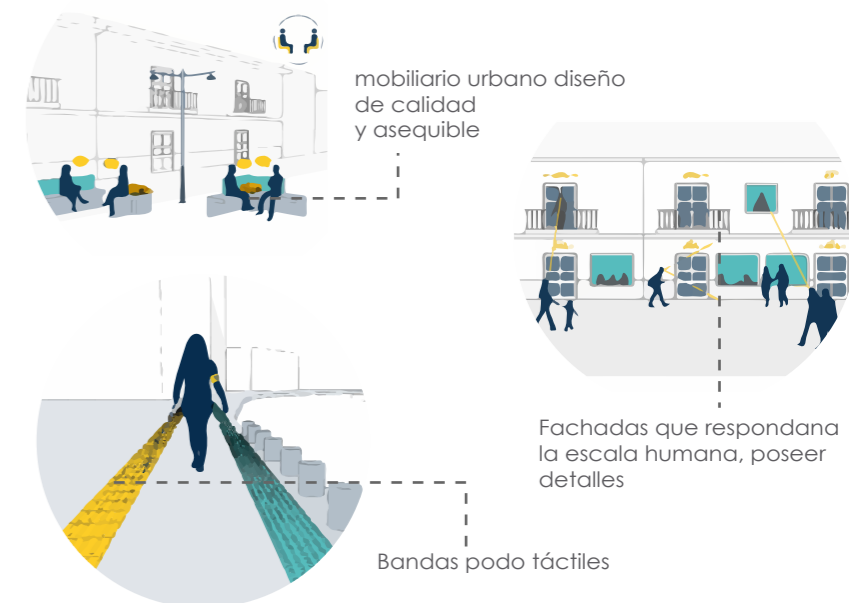 mobiliario urbano diseño
de calidad
y asequible
Fachadas que respondana
la escala humana, poseer
detalles
Bandas podo táctiles